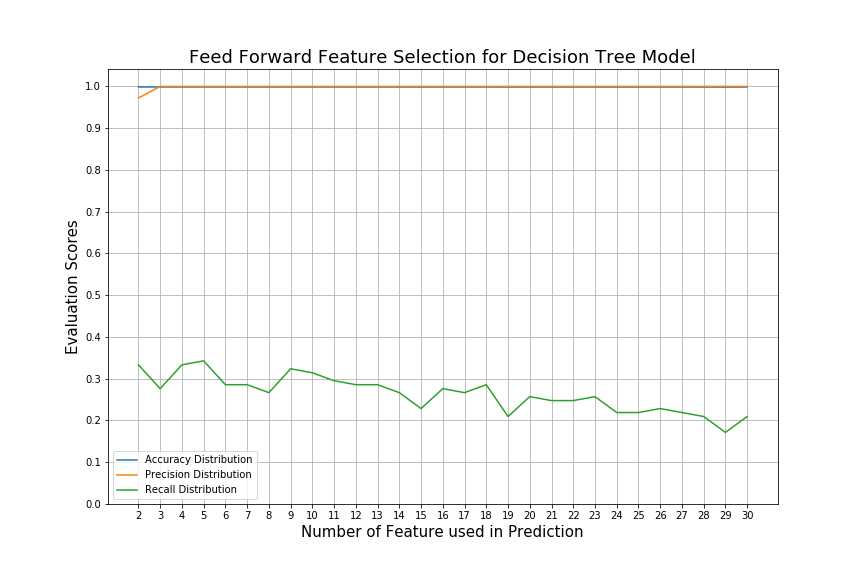 Feed Forward Feature Selection for Decision Tree Model
Evaluation Scores
1.0
0.9
0.8
0.7
0.6
0.5
0.4
0.3
0.2
0.1
0.0
Accuracy Distribution
Precision Distribution
Recall Distribution
2 3 4 5 6 7 8 9 10 11 12 13 14 15 16 17 18 19 20 21 22 23 24 25 26 27 28 29 30
Number of Feature used in Prediction